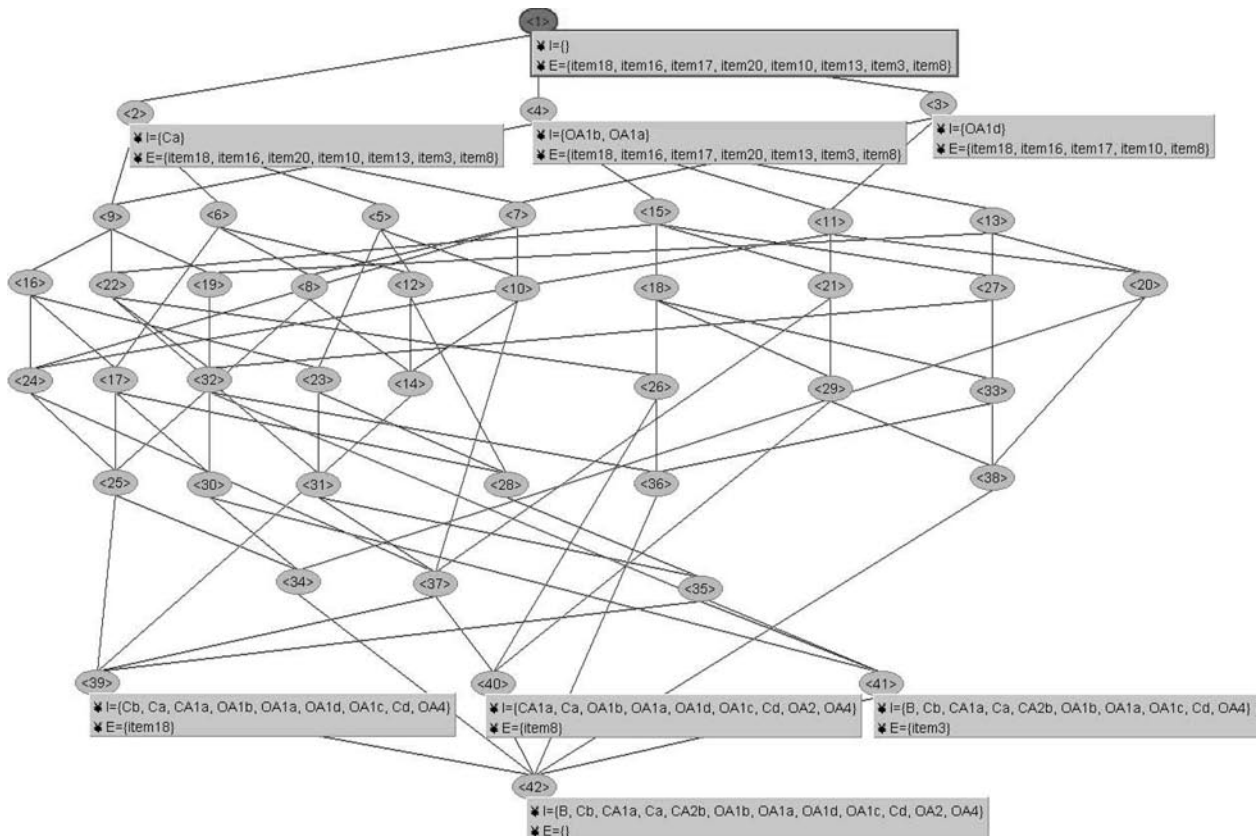 <1>
¥ I={}
¥ E={item18, item16, item17, item20, item10, item13, item3, item8}
<2> <4> <3>
¥ I={Ca}
¥ E={item18, item16, item20, item10, item13, item3, item8}
¥ I={OA1b, OA1a}
¥ E={item18, item16, item17, item20, item13, item3, item8}
¥ I={OA1d}
¥ E={item18, item16, item17, item10, item8}
<9> <6> <5> <7> <15> <11> <13>
<16> <22> <19> <8> <12> <10> <18> <21> <27> <20>
<24> <17> <32> <23> <14> <26> <29> <33>
<25> <30> <31> <28> <36> <38>
<34> <37> <35>
<39> <40> <41>
¥ I={Cb, Ca, CA1a, OA1b, OA1a, OA1d, OA1c, Cd, OA4}
¥ E={item18}
¥ I={CA1a, Ca, OA1b, OA1a, OA1d, OA1c, Cd, OA2, OA4}
¥ E={item8}
¥ I={B, Cb, CA1a, Ca, CA2b, OA1b, OA1a, OA1c, Cd, OA4}
¥ E={item3}
<42>
¥ I={B, Cb, CA1a, Ca, CA2b, OA1b, OA1a, OA1d, OA1c, Cd, OA2, OA4}
¥ E={}